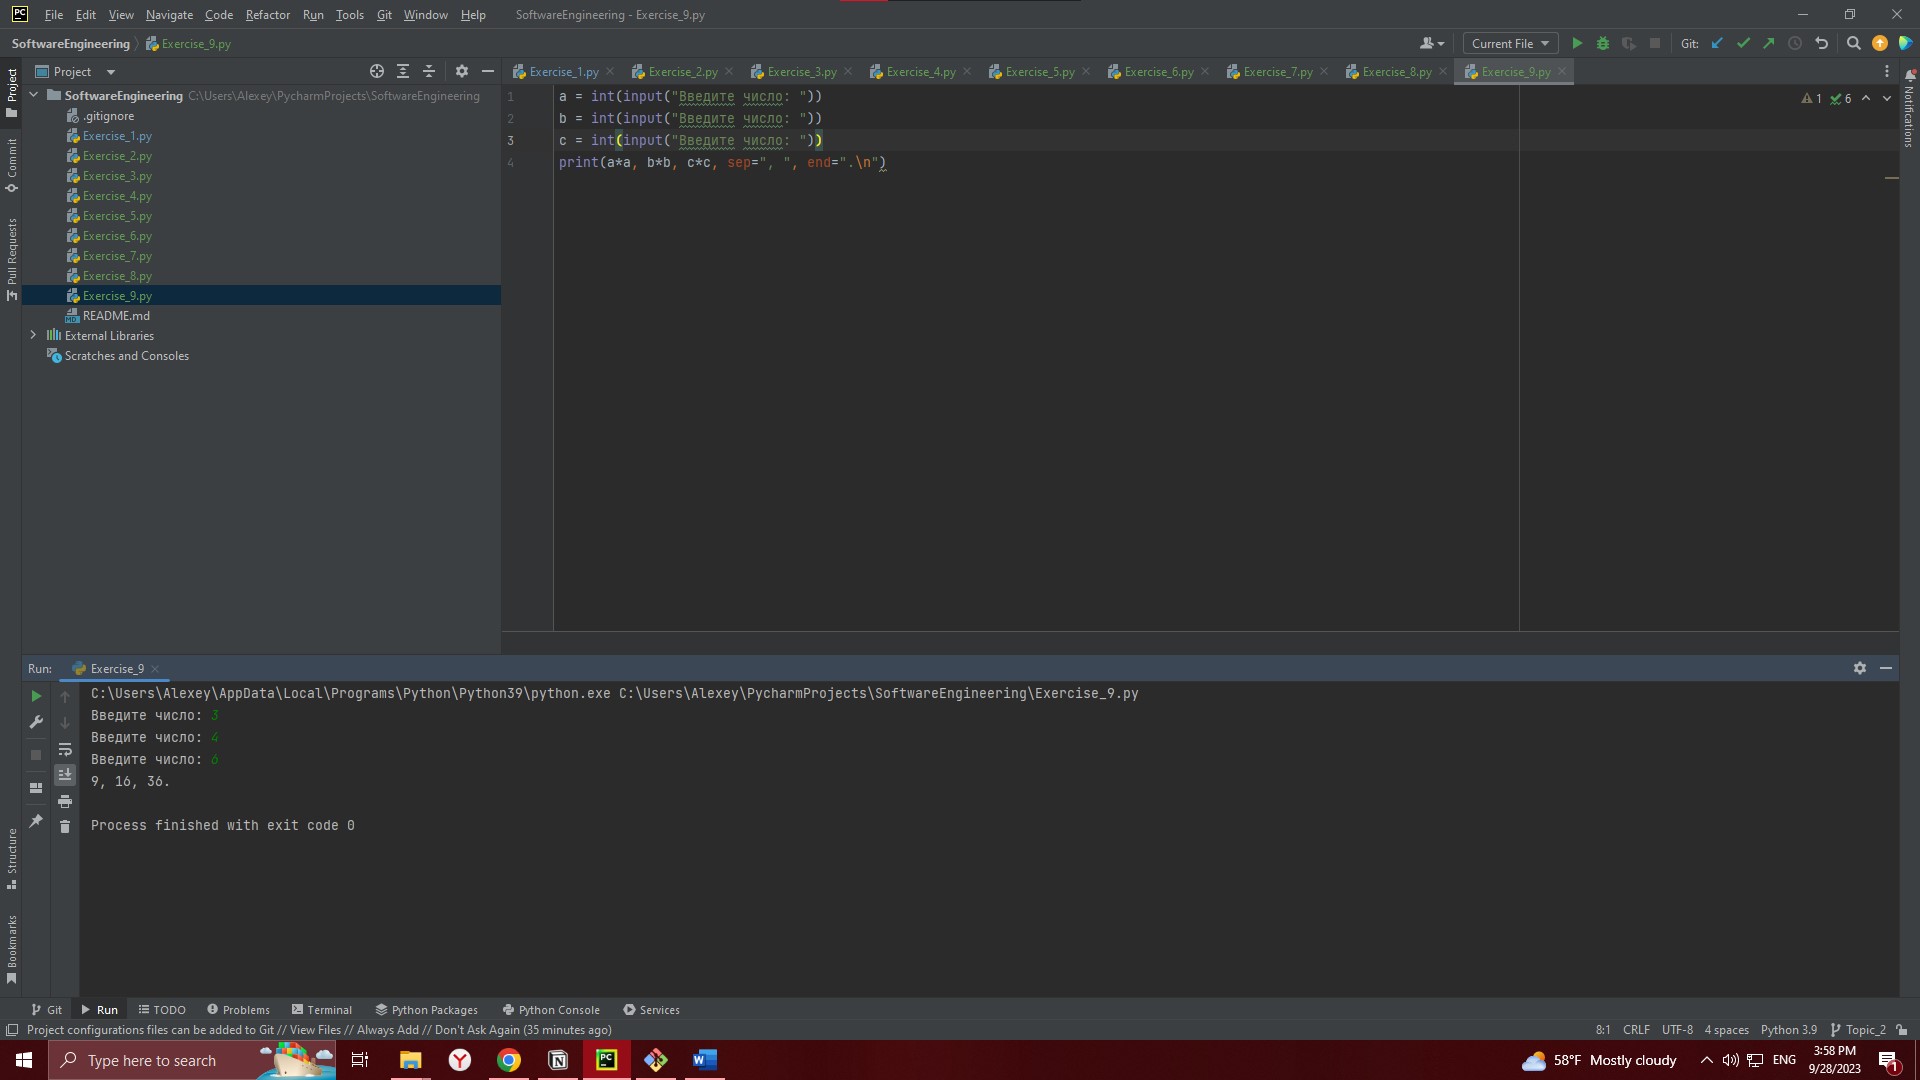 File Edit View Navigate Code Refactor Run Tools Git Window Help SoftwareEngineering - Exercise_9.py
SoftwareEngineering Exercise_9.py Current File Git:
Project Exercise_1.py Exercise_2.py Exercise_3.py Exercise_4.py Exercise_5.py Exercise_6.py Exercise_7.py Exercise_8.py Exercise_9.py
Project
Commit
Pull Requests
Structure
Bookmarks
Notifications
SoftwareEngineering C:\Users\Alexey\PycharmProjects\SoftwareEngineering
.gitignore
Exercise_1.py
Exercise_2.py
Exercise_3.py
Exercise_4.py
Exercise_5.py
Exercise_6.py
Exercise_7.py
Exercise_8.py
Exercise_9.py
README.md
External Libraries
Scratches and Consoles
1 a = int(input("Введите число: "))
2 b = int(input("Введите число: "))
3 c = int(input("Введите число: "))
4 print(a*a, b*b, c*c, sep=", ", end=".\n")
1 6
Run: Exercise_9
C:\Users\Alexey\AppData\Local\Programs\Python\Python39\python.exe C:\Users\Alexey\PycharmProjects\SoftwareEngineering\Exercise_9.py
Введите число: 3
Введите число: 4
Введите число: 6
9, 16, 36.
Process finished with exit code 0
Git Run TODO Problems Terminal Python Packages Python Console Services
Project configurations files can be added to Git // View Files // Always Add // Don't Ask Again (35 minutes ago) 8:1 CRLF UTF-8 4 spaces Python 3.9 Topic_2
Type here to search 58°F Mostly cloudy ENG 3:58 PM
9/28/2023 1